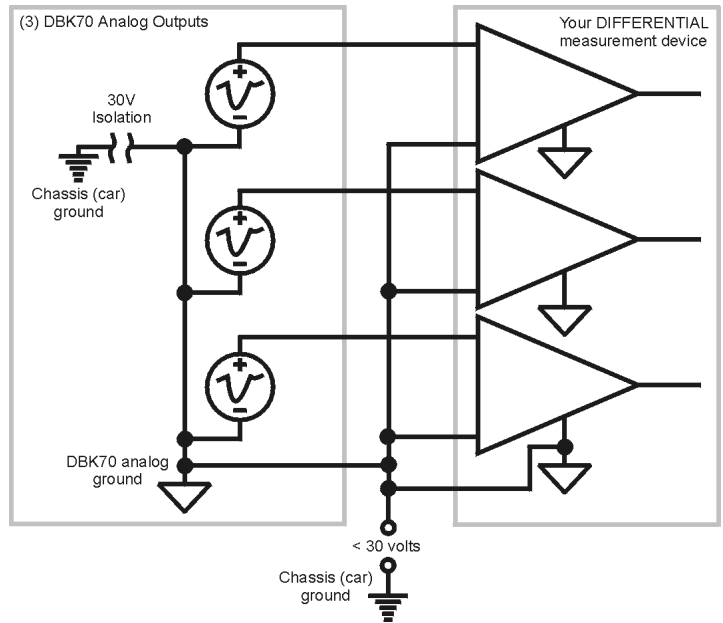 (3) DBK70 Analog Outputs
Your DIFFERENTIAL
measurement device
30V
Isolation
Chassis (car)
ground
DBK70 analog
ground
< 30 volts
Chassis (car)
ground